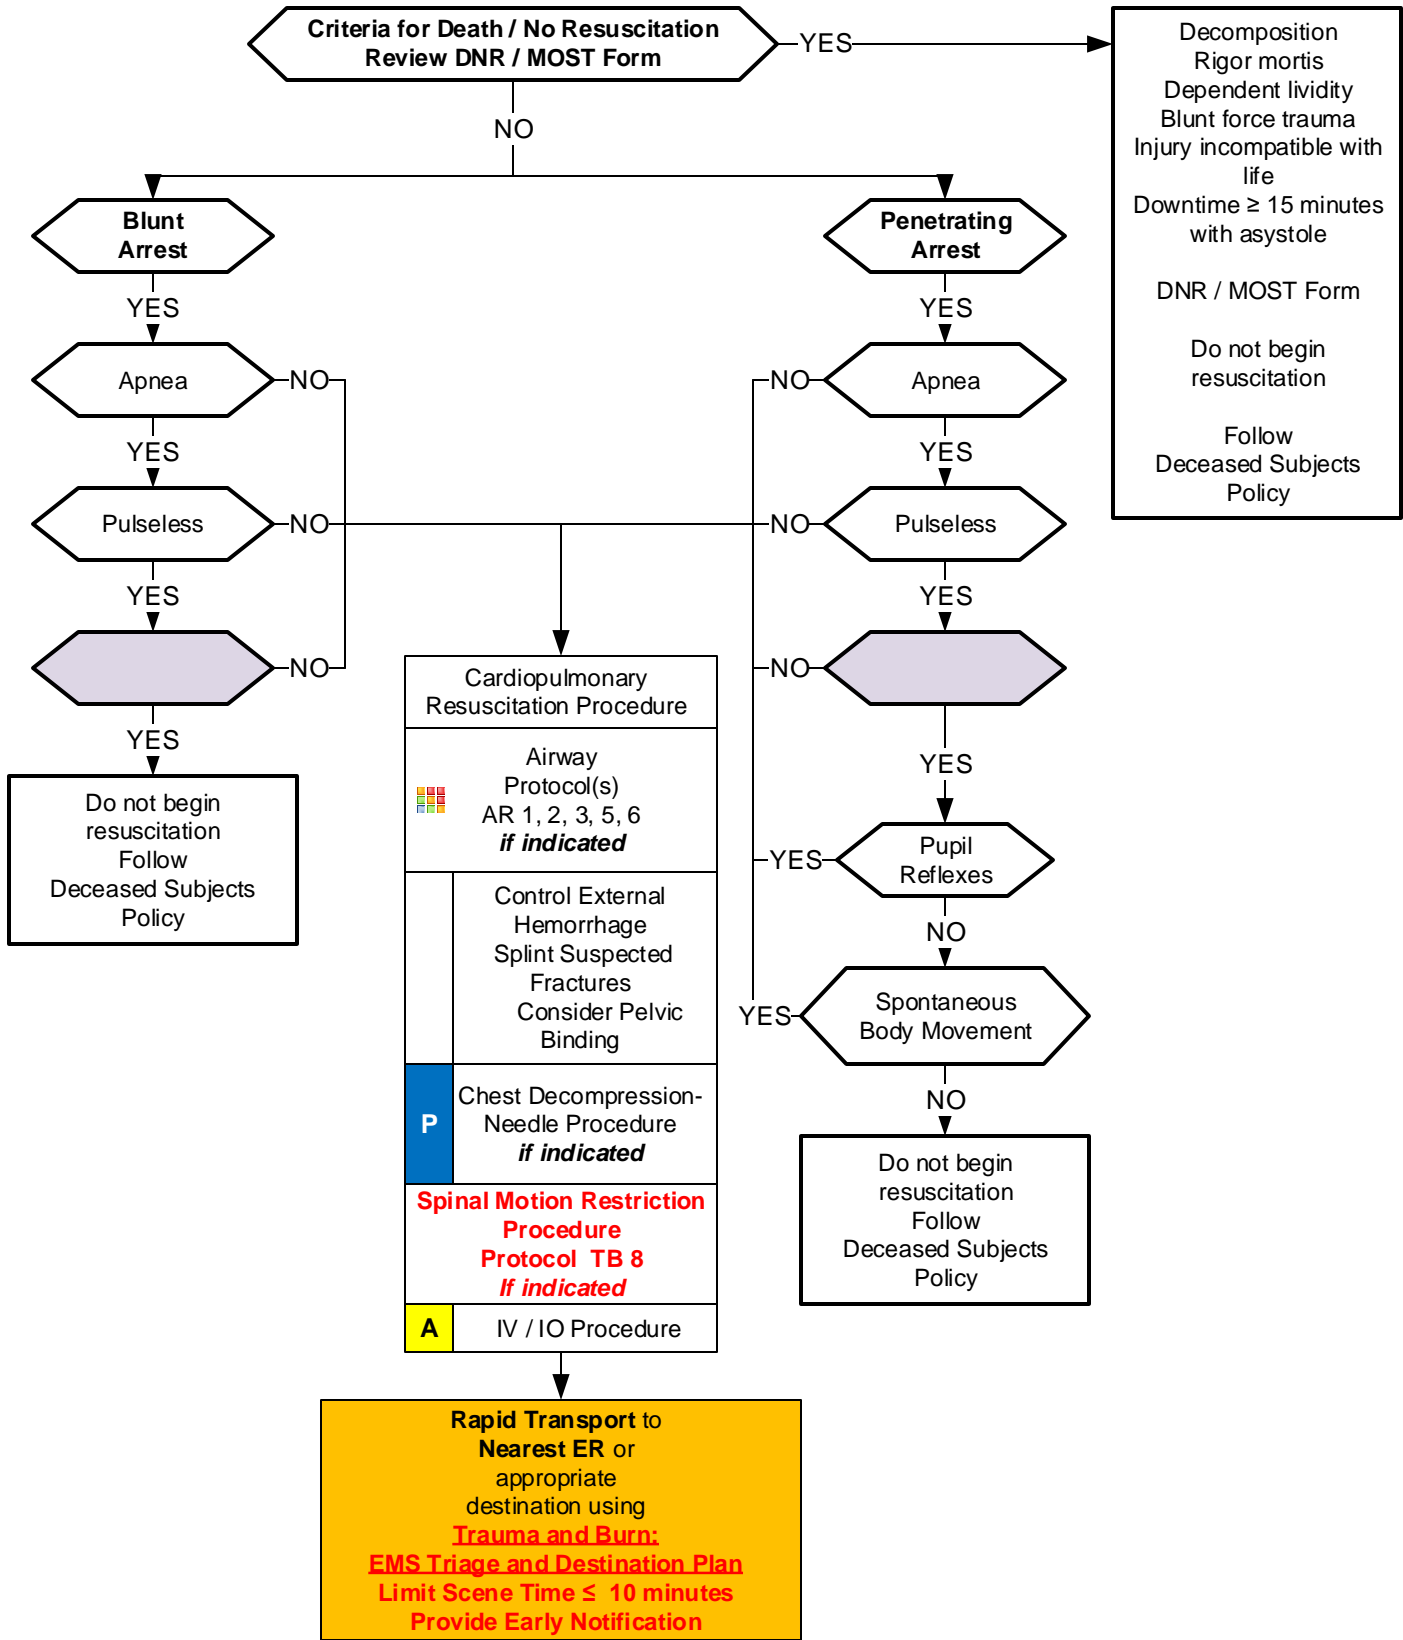 Criteria for Death / No Resuscitation
Review DNR / MOST Form
YES
Decomposition
Rigor mortis
Dependent lividity
Blunt force trauma
Injury incompatible with
life
Downtime ≥ 15 minutes
with asystole
DNR / MOST Form
Do not begin
resuscitation
Follow
Deceased Subjects
Policy
NO
Blunt
Arrest
YES
Apnea
NO
YES
Pulseless
NO
YES
NO
YES
Do not begin
resuscitation
Follow
Deceased Subjects
Policy
Penetrating
Arrest
YES
NO
Apnea
YES
NO
Pulseless
YES
NO
YES
YES
Pupil
Reflexes
NO
YES
Spontaneous
Body Movement
NO
Do not begin
resuscitation
Follow
Deceased Subjects
Policy
Cardiopulmonary
Resuscitation Procedure
Airway
Protocol(s)
AR 1, 2, 3, 5, 6
if indicated
Control External
Hemorrhage
Splint Suspected
Fractures
Consider Pelvic
Binding
P
Chest Decompression-
Needle Procedure
if indicated
Spinal Motion Restriction
Procedure
Protocol TB 8
If indicated
A
IV / IO Procedure
Rapid Transport to
Nearest ER or
appropriate
destination using
Trauma and Burn:
EMS Triage and Destination Plan
Limit Scene Time ≤ 10 minutes
Provide Early Notification